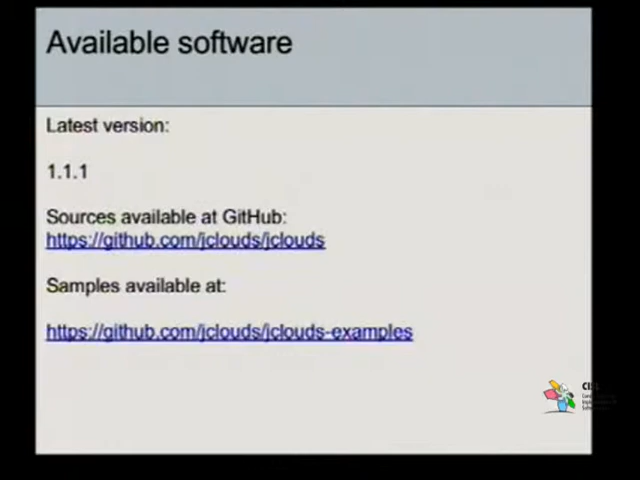 Available software
Latest version:
1.1.1
Sources available at GitHub:
https://github.com/jclouds/jclouds
Samples available at:
https://github.com/jclouds/jclouds-examples